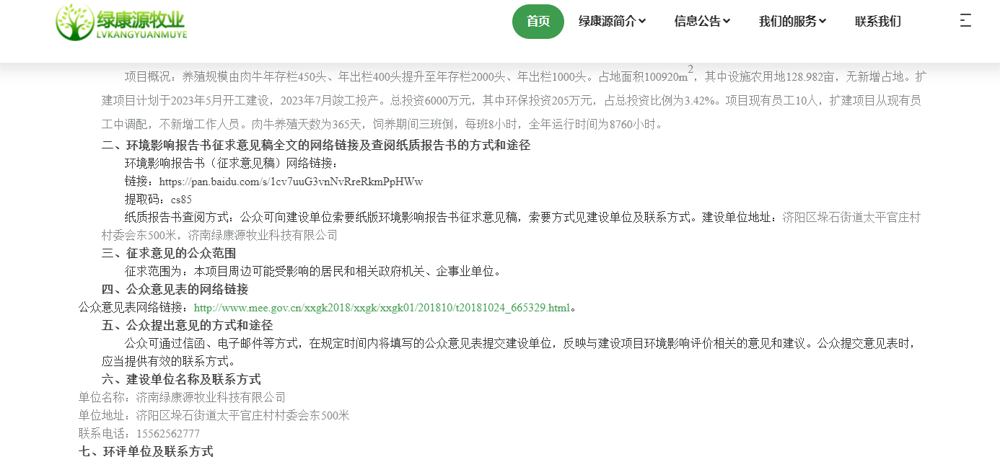 绿康源牧业
LVKANGYUANMUYE
首页 绿康源简介 信息公告 我们的服务 联系我们
项目概况：养殖规模由肉牛年存栏450头、年出栏400头提升至年存栏2000头、年出栏1000头。占地面积100920m2，其中设施农用地128.982亩，无新增占地。扩
建项目计划于2023年5月开工建设，2023年7月竣工投产。总投资6000万元，其中环保投资205万元，占总投资比例为3.42%。项目现有员工10人，扩建项目从现有员
工中调配，不新增工作人员。肉牛养殖天数为365天，饲养期间三班倒，每班8小时，全年运行时间为8760小时。
二、环境影响报告书征求意见稿全文的网络链接及查阅纸质报告书的方式和途径
环境影响报告书（征求意见稿）网络链接：
链接：https://pan.baidu.com/s/1cv7uuG3vnNvRreRkmPpHWw
提取码：cs85
纸质报告书查阅方式：公众可向建设单位索要纸版环境影响报告书征求意见稿，索要方式见建设单位及联系方式。建设单位地址：济阳区垛石街道太平官庄村
村委会东500米，济南绿康源牧业科技有限公司
三、征求意见的公众范围
征求范围为：本项目周边可能受影响的居民和相关政府机关、企事业单位。
四、公众意见表的网络链接
公众意见表网络链接：http://www.mee.gov.cn/xxgk2018/xxgk/xxgk01/201810/t20181024_665329.html。
五、公众提出意见的方式和途径
公众可通过信函、电子邮件等方式，在规定时间内将填写的公众意见表提交建设单位，反映与建设项目环境影响评价相关的意见和建议。公众提交意见表时，
应当提供有效的联系方式。
六、建设单位名称及联系方式
单位名称：济南绿康源牧业科技有限公司
单位地址：济阳区垛石街道太平官庄村村委会东500米
联系电话：15562562777
七、环评单位及联系方式